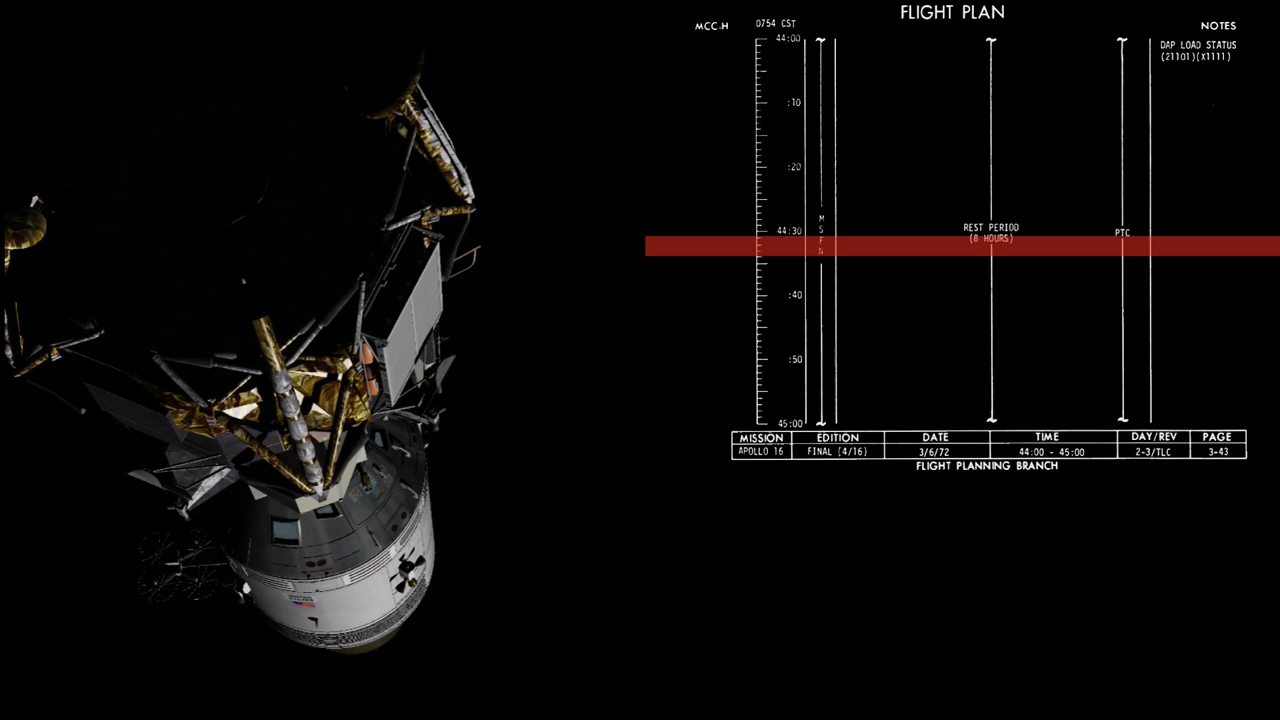 FLIGHT PLAN
MCC-H
0754 CST
NOTES
44:00
DAP LOAD STATUS
(21101)(X1111)
:10
:20
M
S
F
N
44:30
REST PERIOD
(8 HOURS)
PTC
:40
:50
45:00
MISSION EDITION DATE TIME DAY/REV PAGE
APOLLO 16 FINAL (4/16) 3/6/72 44:00 - 45:00 2-3/TLC 3-43
FLIGHT PLANNING BRANCH